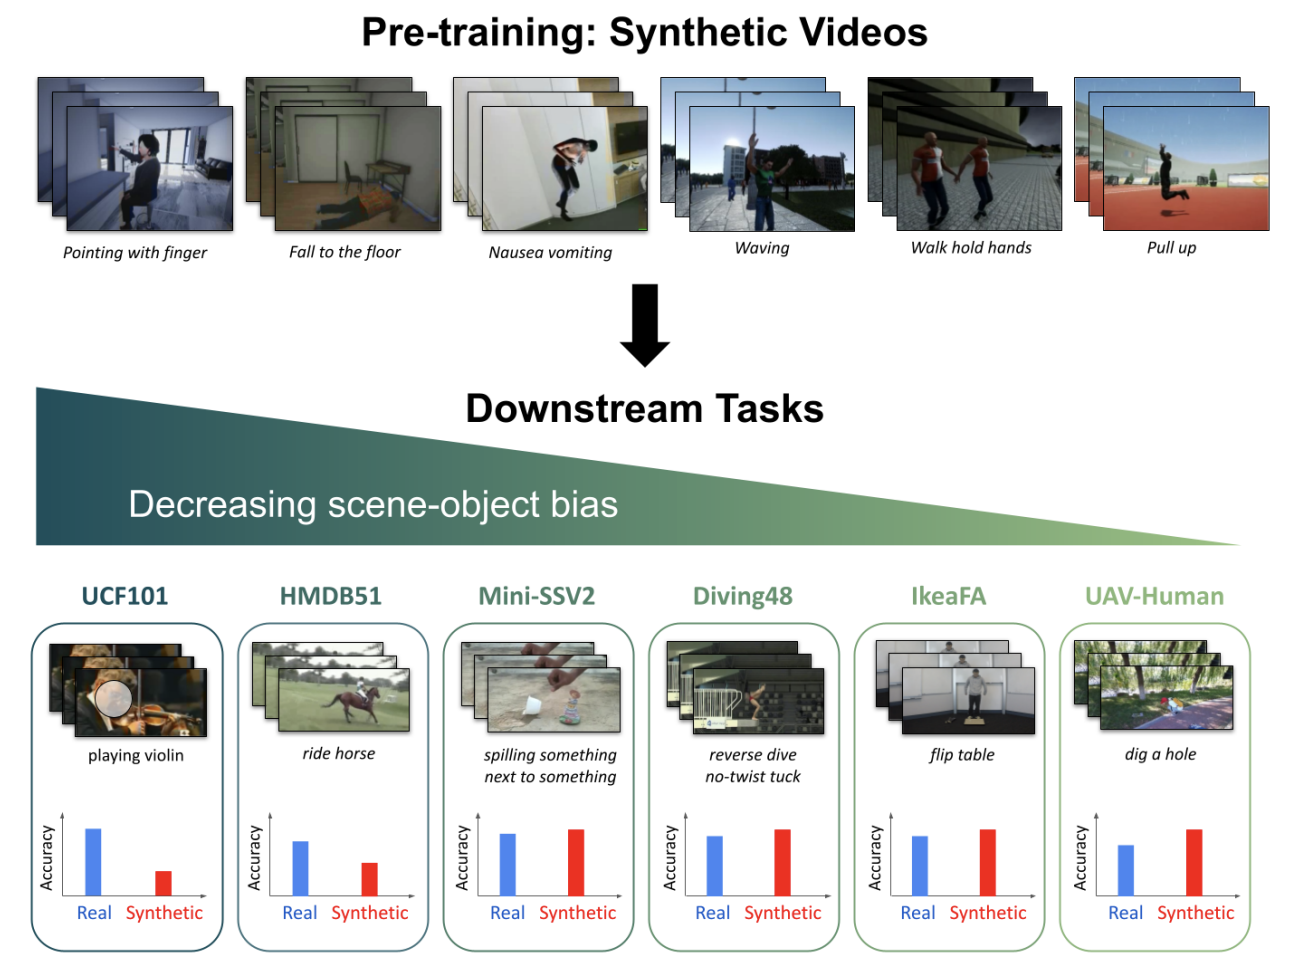 Pre-training: Synthetic Videos
Pointing with finger
Fall to the floor
Nausea vomiting
Waving
Walk hold hands
Pull up
Downstream Tasks
Decreasing scene-object bias
UCF101
HMDB51
Mini-SSV2
Diving48
IkeaFA
UAV-Human
playing violin
ride horse
spilling something
next to something
reverse dive
no-twist tuck
flip table
dig a hole
Accuracy
Real Synthetic
Accuracy
Real Synthetic
Accuracy
Real Synthetic
Accuracy
Real Synthetic
Accuracy
Real Synthetic
Accuracy
Real Synthetic